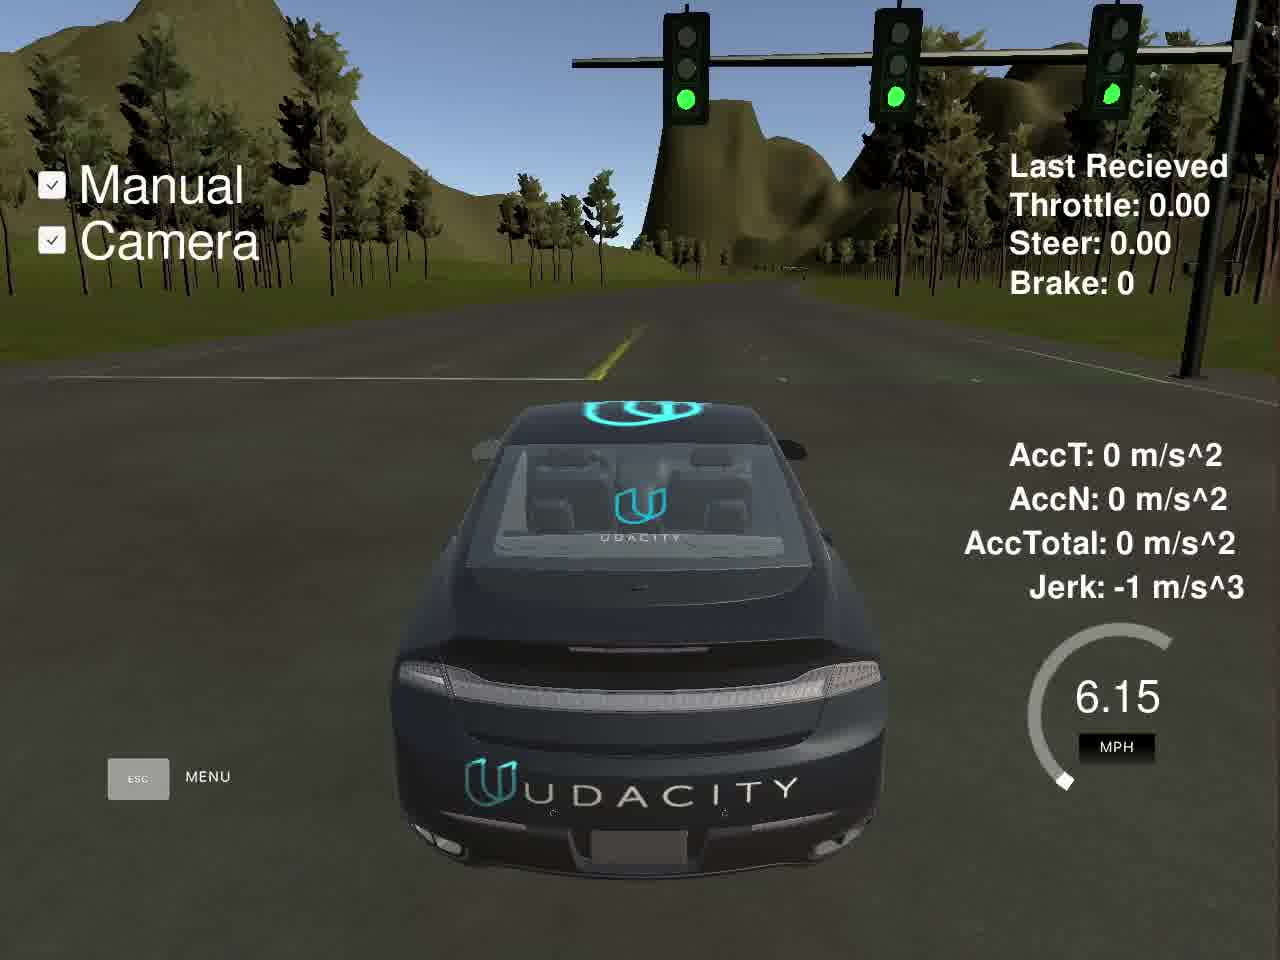 Manual
Camera
Last Recieved
Throttle: 0.00
Steer: 0.00
Brake: 0
UDACITY
AccT: 0 m/s^2
AccN: 0 m/s^2
AccTotal: 0 m/s^2
Jerk: -1 m/s^3
6.15
MPH
ESC MENU
UDACITY